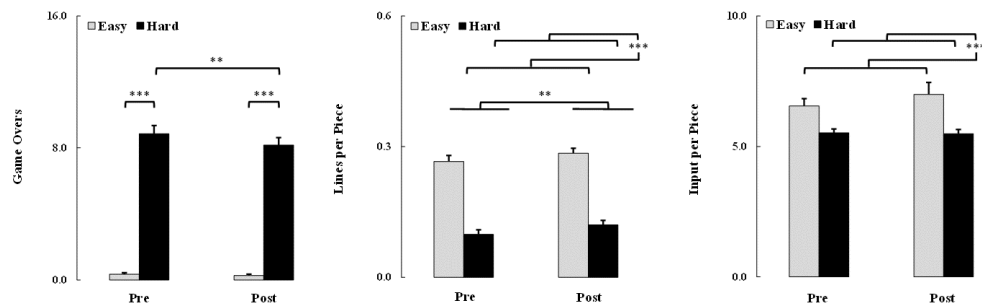 16.0
Easy Hard
**
*** ***
Game Overs
8.0
0.0
Pre Post
0.6
Easy Hard
***
**
Lines per Piece
0.3
0.0
Pre Post
10.0
Easy Hard
***
Input per Piece
5.0
0.0
Pre Post